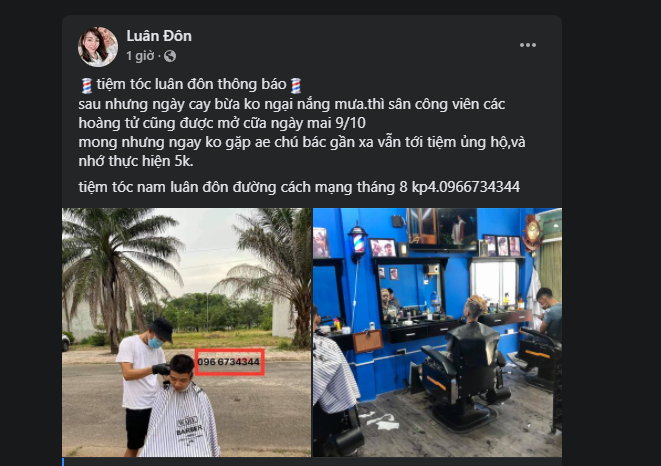 Luân Đôn
1 giờ ·
💈tiệm tóc luân đôn thông báo💈
sau nhưng ngày cay bừa ko ngại nắng mưa.thì sân công viên các
hoàng tử cũng được mở cữa ngày mai 9/10
mong nhưng ngay ko gặp ae chú bác gần xa vẫn tới tiệm ủng hộ,và
nhớ thực hiện 5k.
tiệm tóc nam luân đôn đường cách mạng tháng 8 kp4.0966734344
096 6734344
BARBER